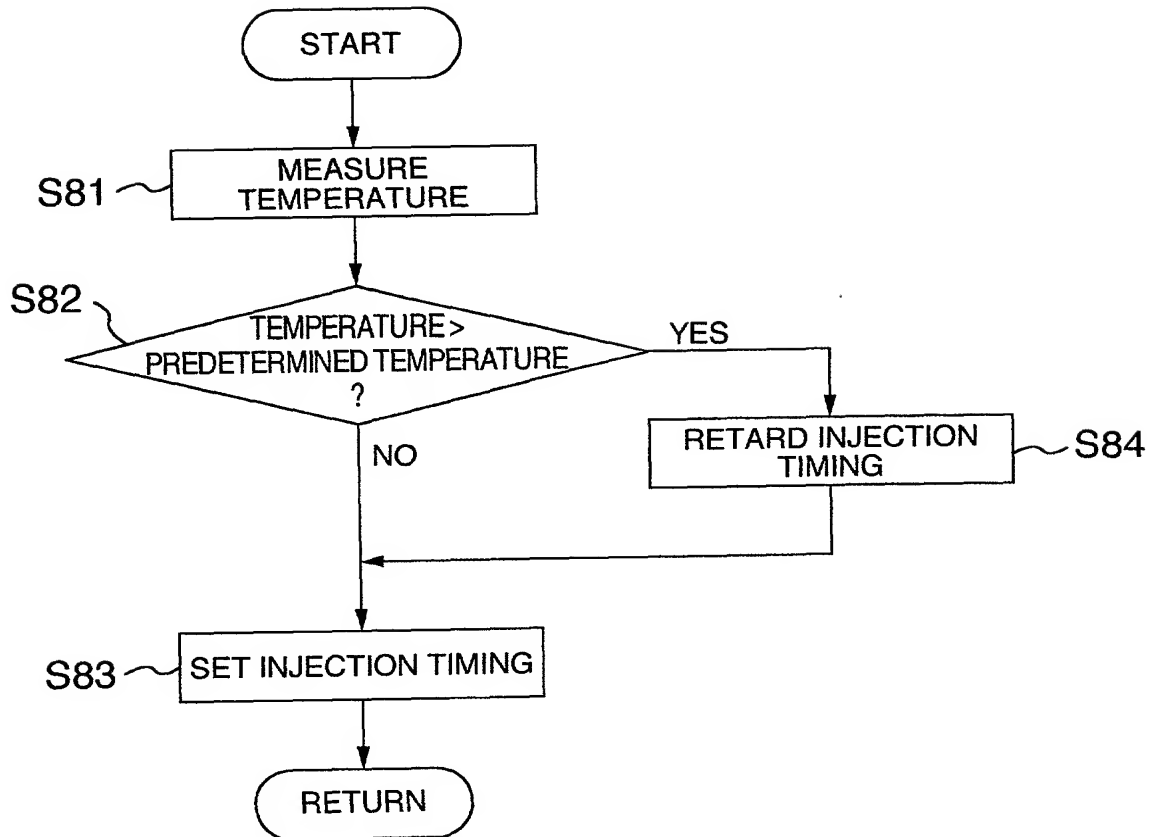 START
S81
MEASURE
TEMPERATURE
S82
TEMPERATURE >
PREDETERMINED TEMPERATURE
?
YES
NO
RETARD INJECTION
TIMING
S84
S83
SET INJECTION TIMING
RETURN